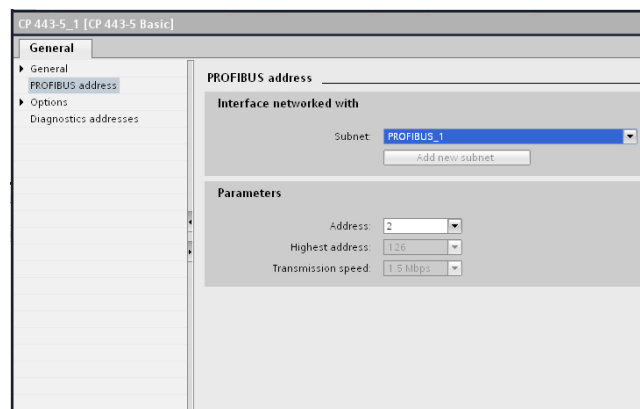 CP 443-5_1 [CP 443-5 Basic]
General
General
PROFIBUS address
Options
Diagnostics addresses
PROFIBUS address
Interface networked with
Subnet: PROFIBUS_1
Add new subnet
Parameters
Address: 2
Highest address: 126
Transmission speed: 1.5 Mbps